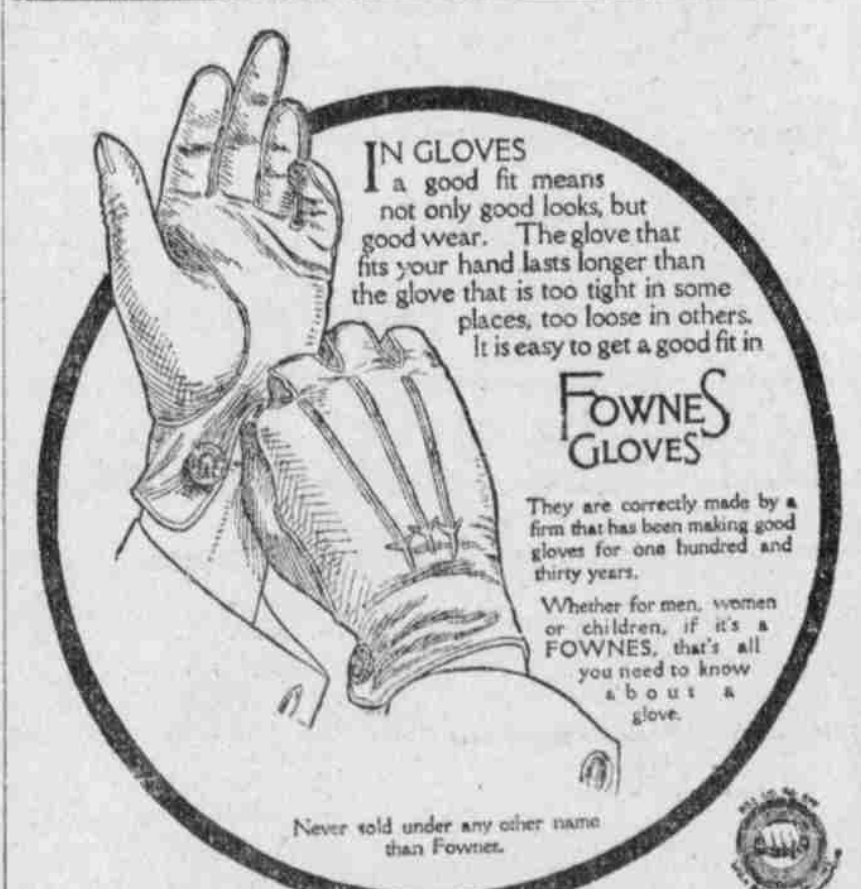 IN GLOVES
a good fit means
not only good looks, but
good wear. The glove that
fits your hand lasts longer than
the glove that is too tight in some
places, too loose in others.
It is easy to get a good fit in
FOWNES
GLOVES
They are correctly made by a
firm that has been making good
gloves for one hundred and
thirty years.
Whether for men, women
or children, if it's a
FOWNES, that's all
you need to know
about a
glove.
Never sold under any other name
than Fownes.